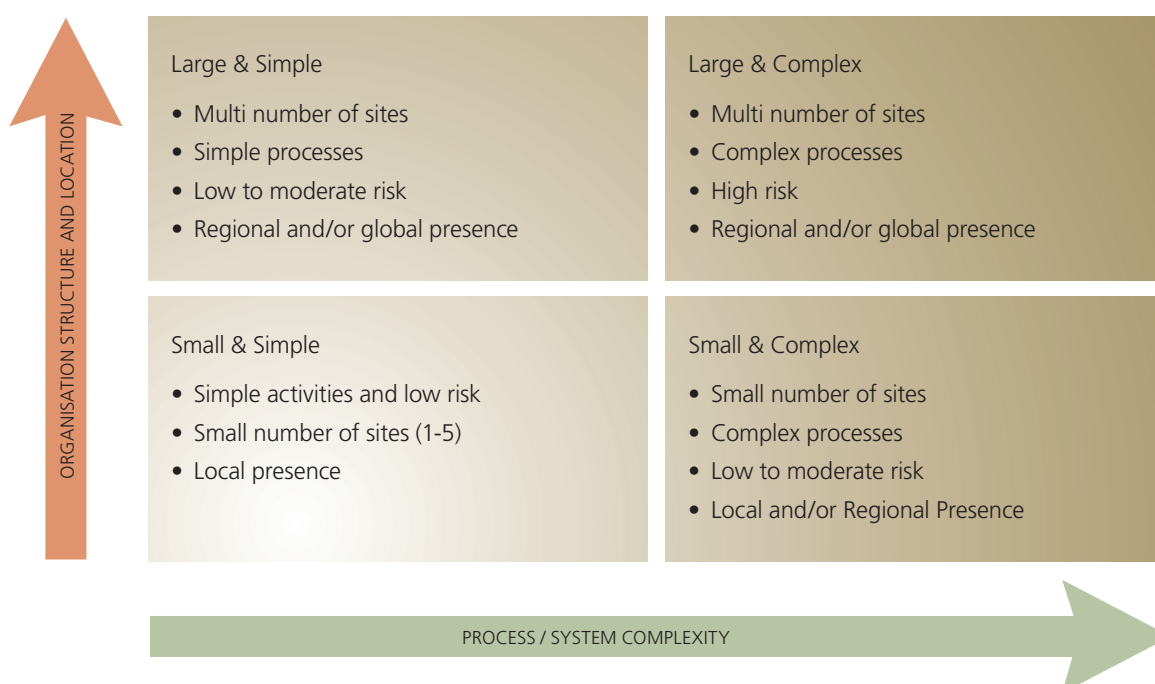 ORGANISATION STRUCTURE AND LOCATION
Large & Simple
• Multi number of sites
• Simple processes
• Low to moderate risk
• Regional and/or global presence
Large & Complex
• Multi number of sites
• Complex processes
• High risk
• Regional and/or global presence
Small & Simple
• Simple activities and low risk
• Small number of sites (1-5)
• Local presence
Small & Complex
• Small number of sites
• Complex processes
• Low to moderate risk
• Local and/or Regional Presence
PROCESS / SYSTEM COMPLEXITY